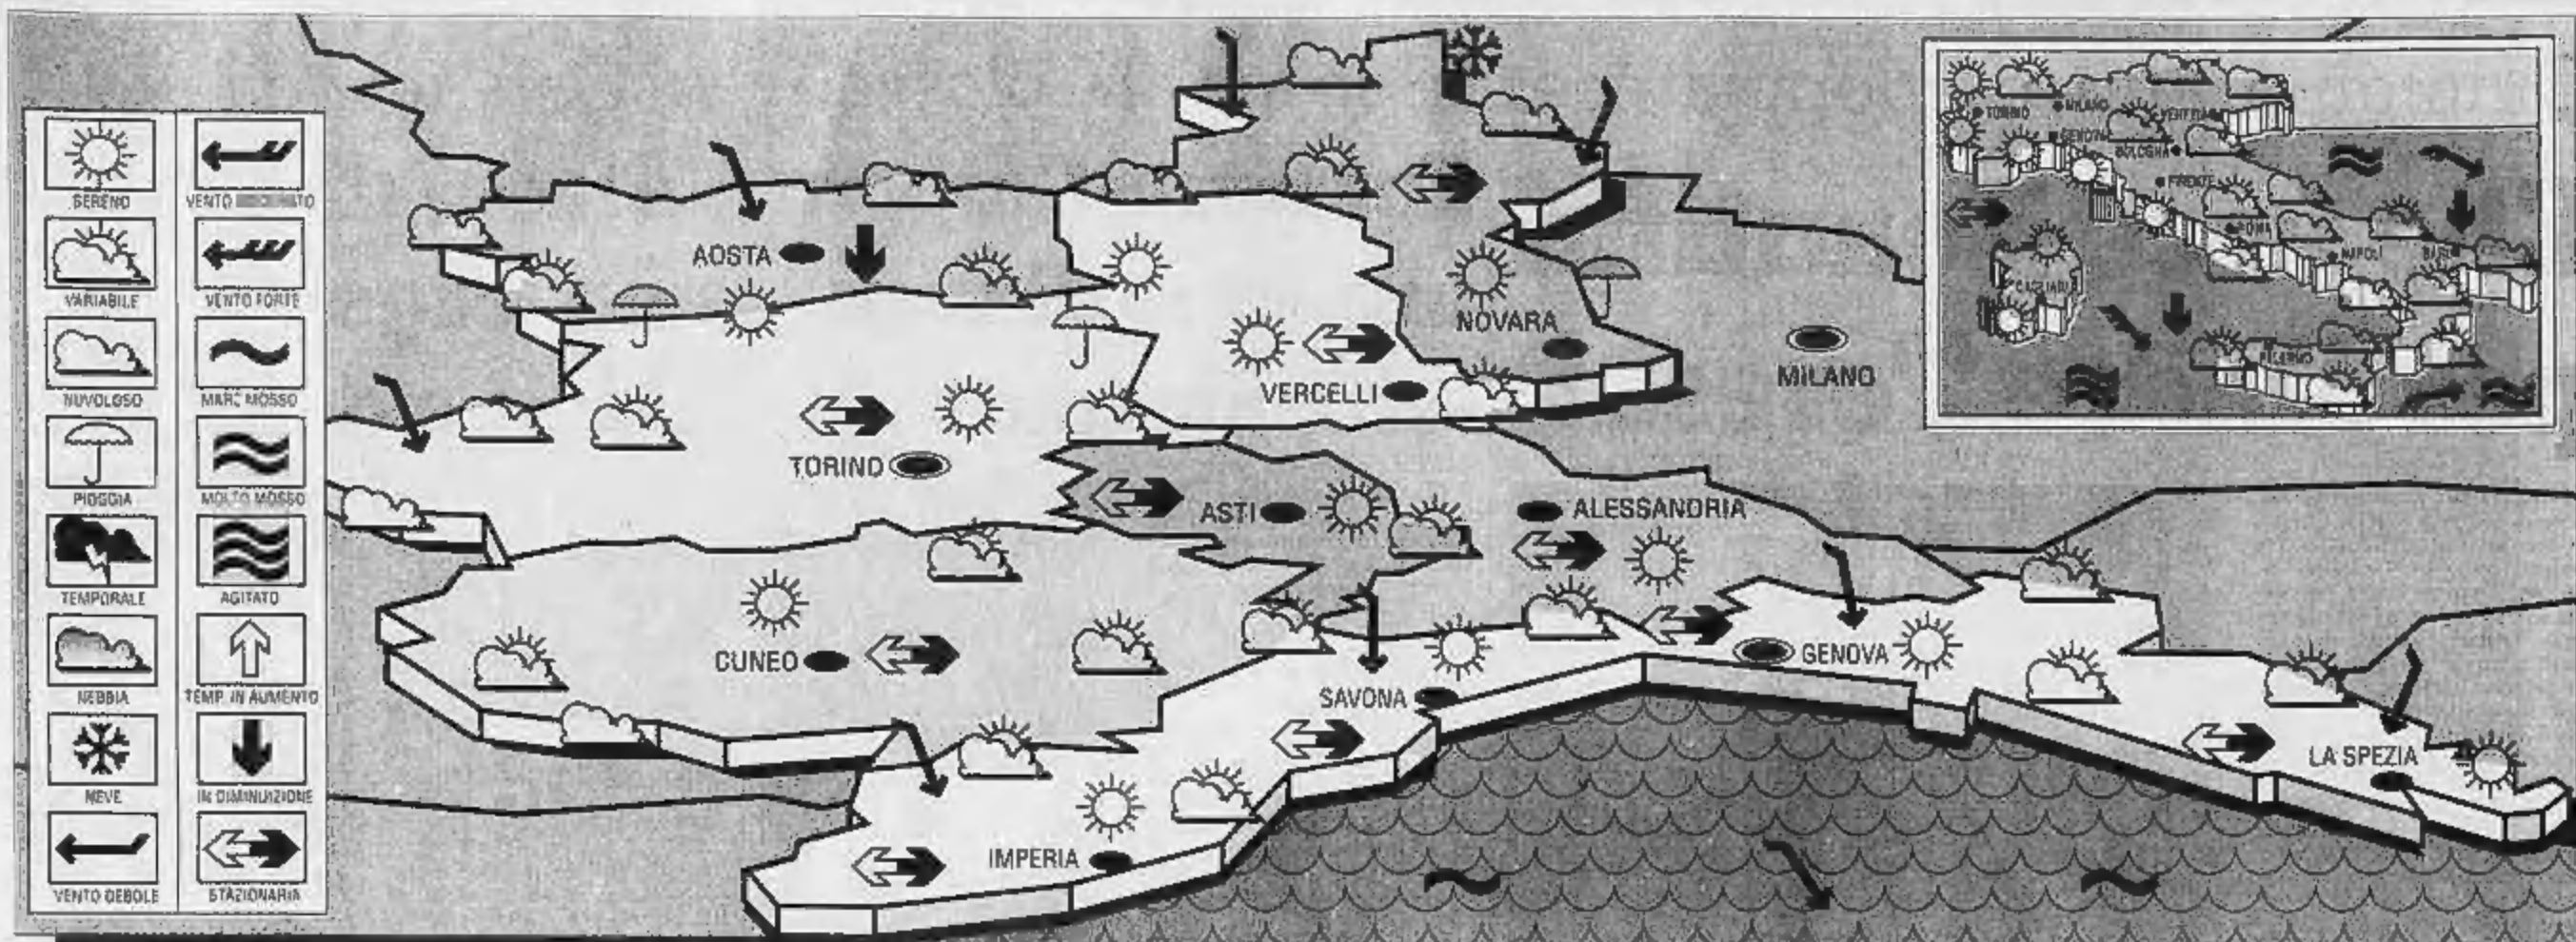 SERENO
VARIABILE
NUVOLOSO
PIOGGIA
TEMPORALE
NEBBIA
NEVE
VENTO DEBOLE
VENTO
VENTO FORTE
MARE MOSSO
MOLTO MOSSO
AGITATO
TEMP. IN AUMENTO
IN DIMINUIZIONE
STAZIONARIA
AOSTA
NOVARA
VERCELLI
MILANO
TORINO
ASTI
ALESSANDRIA
CUNEO
GENOVA
SAVONA
LA SPEZIA
IMPERIA
TORINO
MILANO
VENEZIA
GENOVA
BOLOGNA
FIRENZE
ROMA
NAPOLI
BARI
CAGLIARI
PALERMO